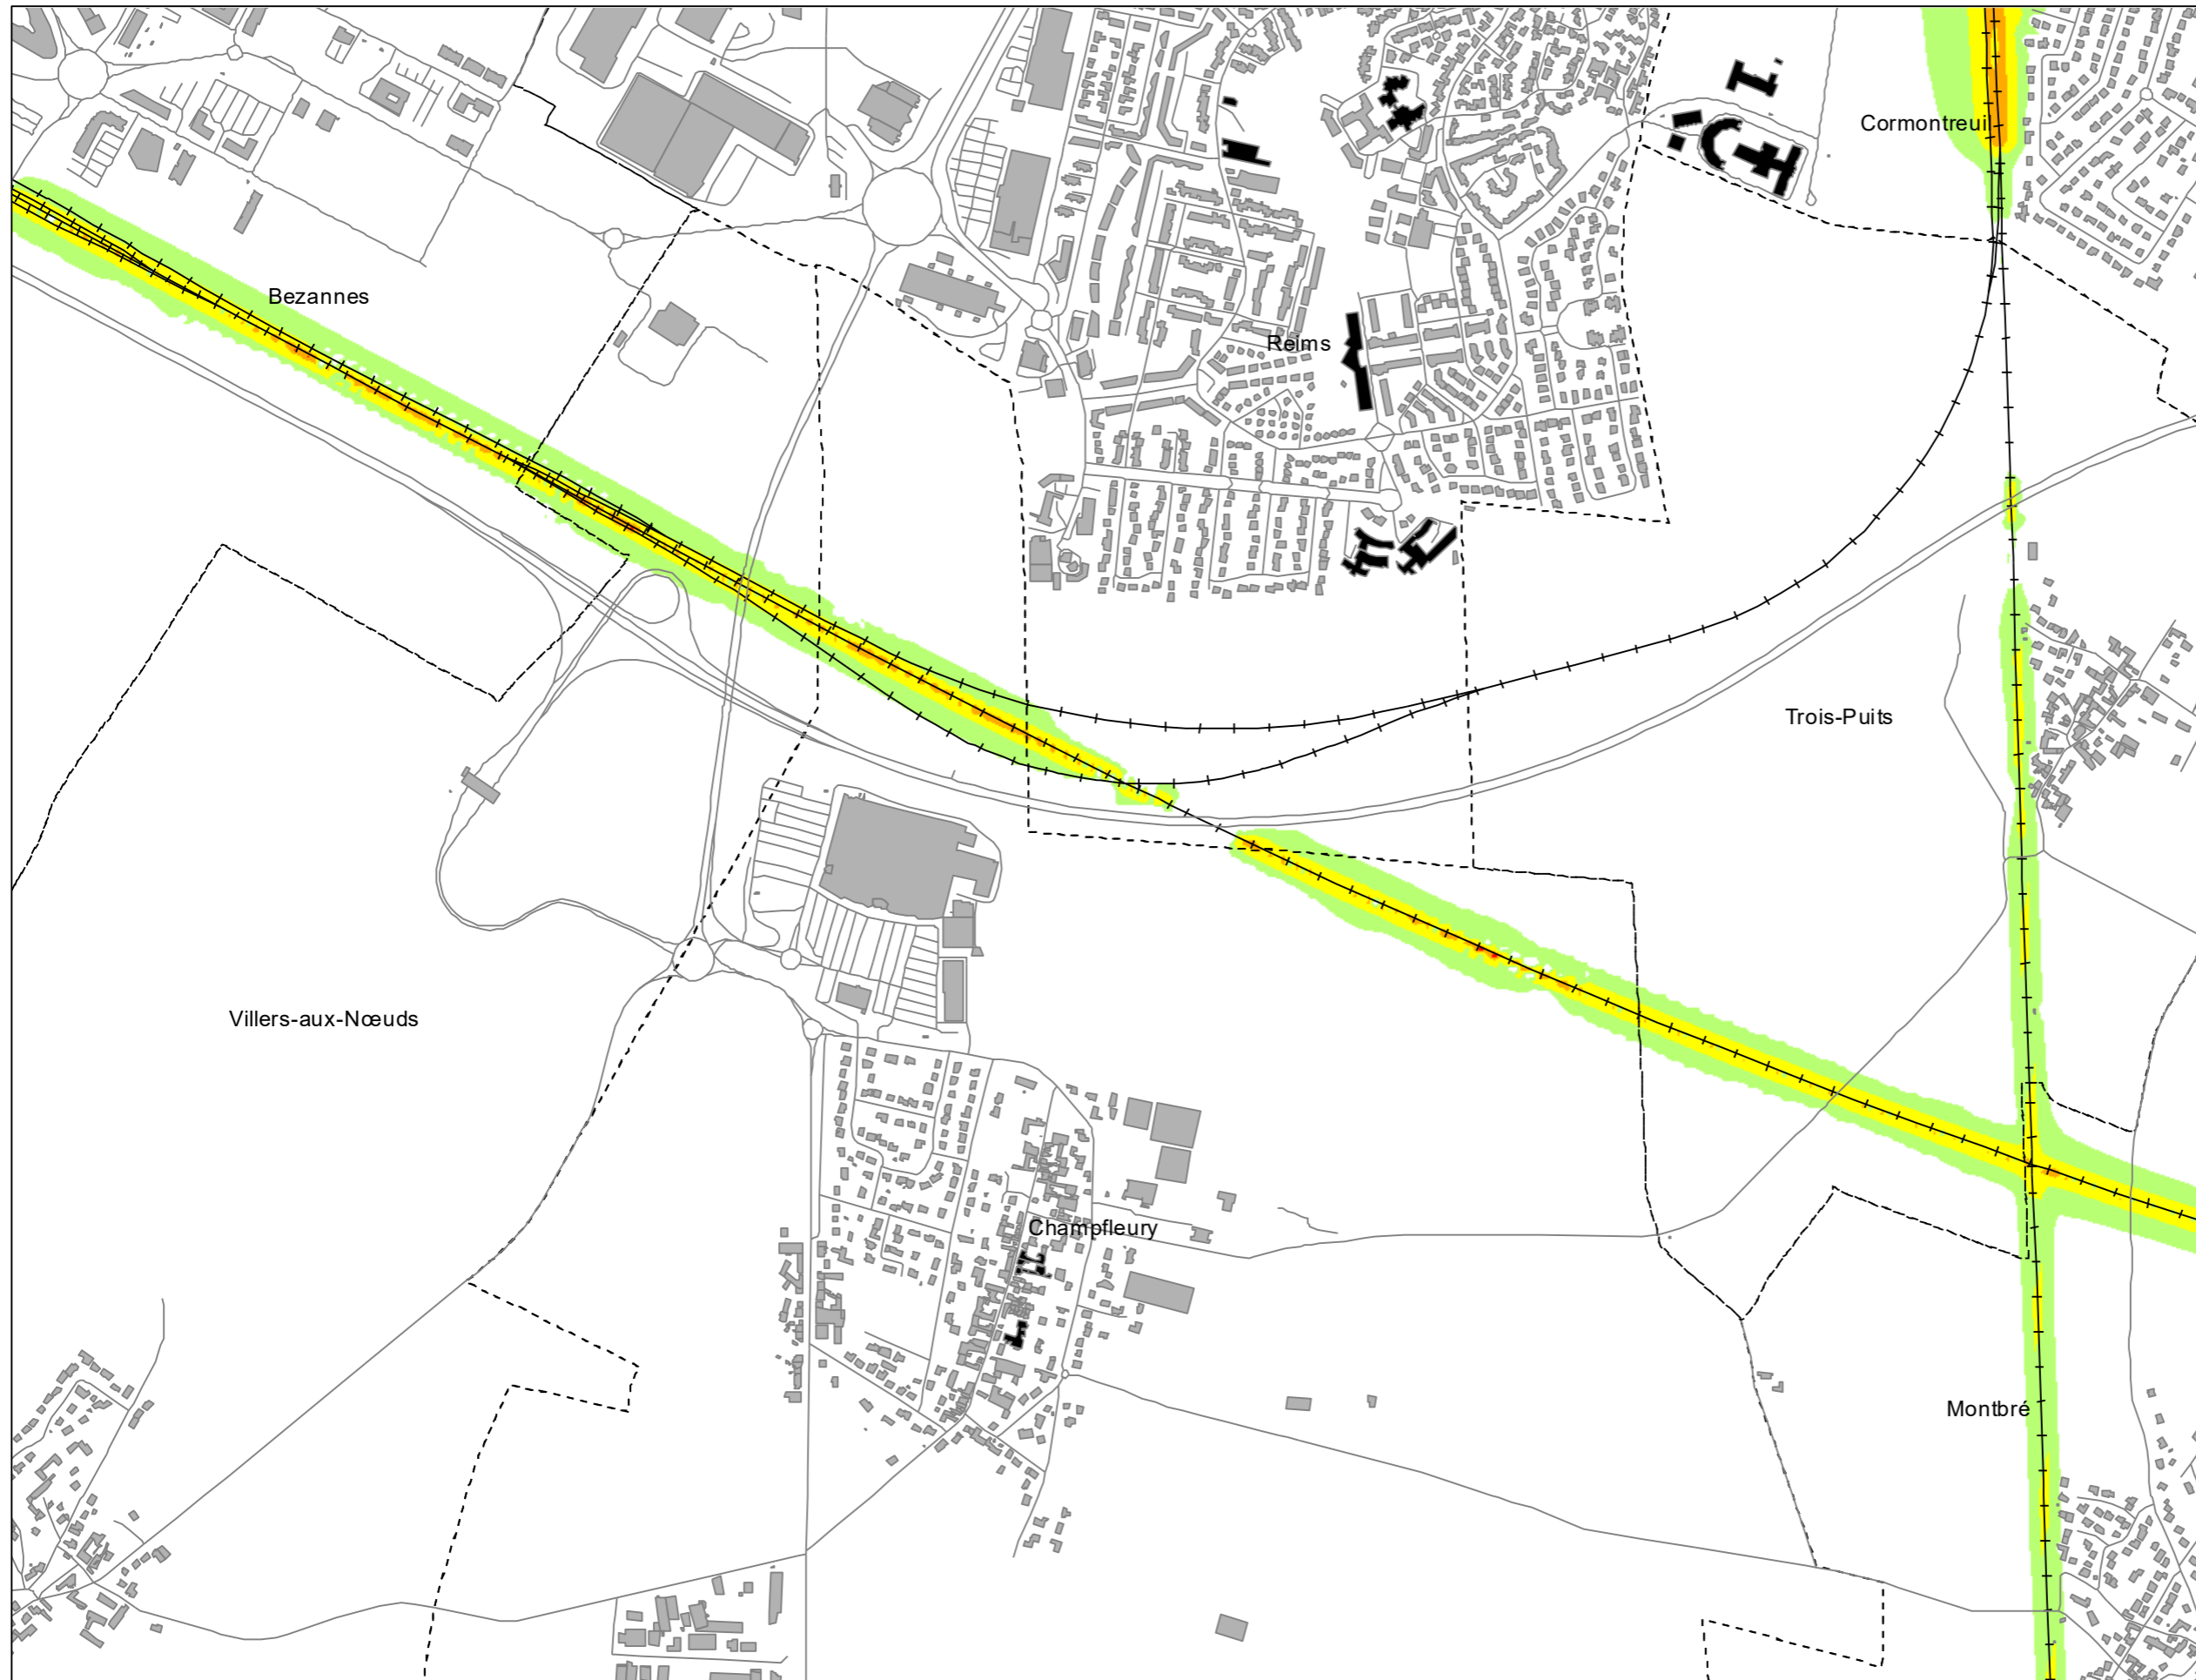 Cormontreuil
Bezannes
Reims
Trois-Puits
Villers-aux-Nœuds
Champfleury
Montbré